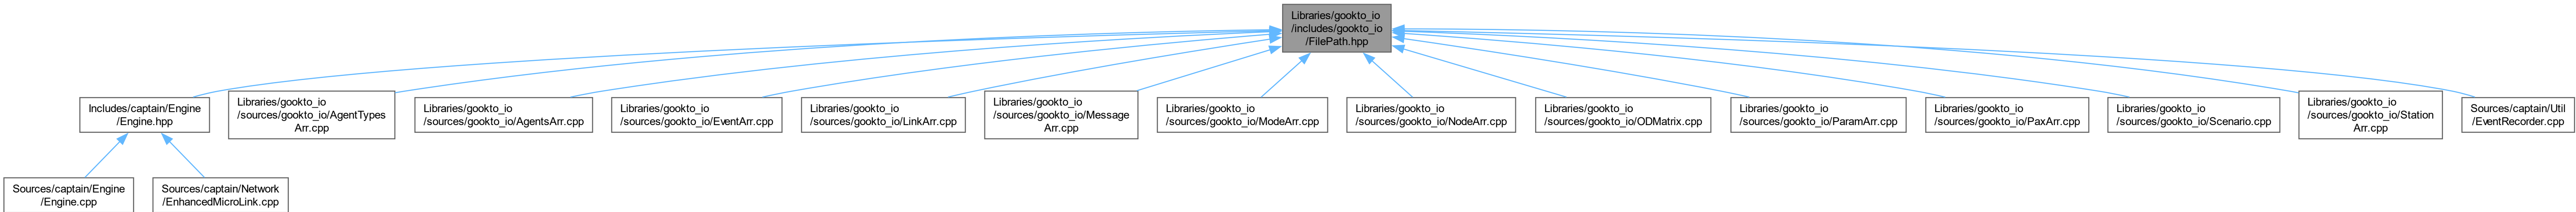 Libraries/gookto_io
/includes/gookto_io
/FilePath.hpp
Includes/captain/Engine
/Engine.hpp
Libraries/gookto_io
/sources/gookto_io/AgentTypes
Arr.cpp
Libraries/gookto_io
/sources/gookto_io/AgentsArr.cpp
Libraries/gookto_io
/sources/gookto_io/EventArr.cpp
Libraries/gookto_io
/sources/gookto_io/LinkArr.cpp
Libraries/gookto_io
/sources/gookto_io/Message
Arr.cpp
Libraries/gookto_io
/sources/gookto_io/ModeArr.cpp
Libraries/gookto_io
/sources/gookto_io/NodeArr.cpp
Libraries/gookto_io
/sources/gookto_io/ODMatrix.cpp
Libraries/gookto_io
/sources/gookto_io/ParamArr.cpp
Libraries/gookto_io
/sources/gookto_io/PaxArr.cpp
Libraries/gookto_io
/sources/gookto_io/Scenario.cpp
Libraries/gookto_io
/sources/gookto_io/Station
Arr.cpp
Sources/captain/Util
/EventRecorder.cpp
Sources/captain/Engine
/Engine.cpp
Sources/captain/Network
/EnhancedMicroLink.cpp